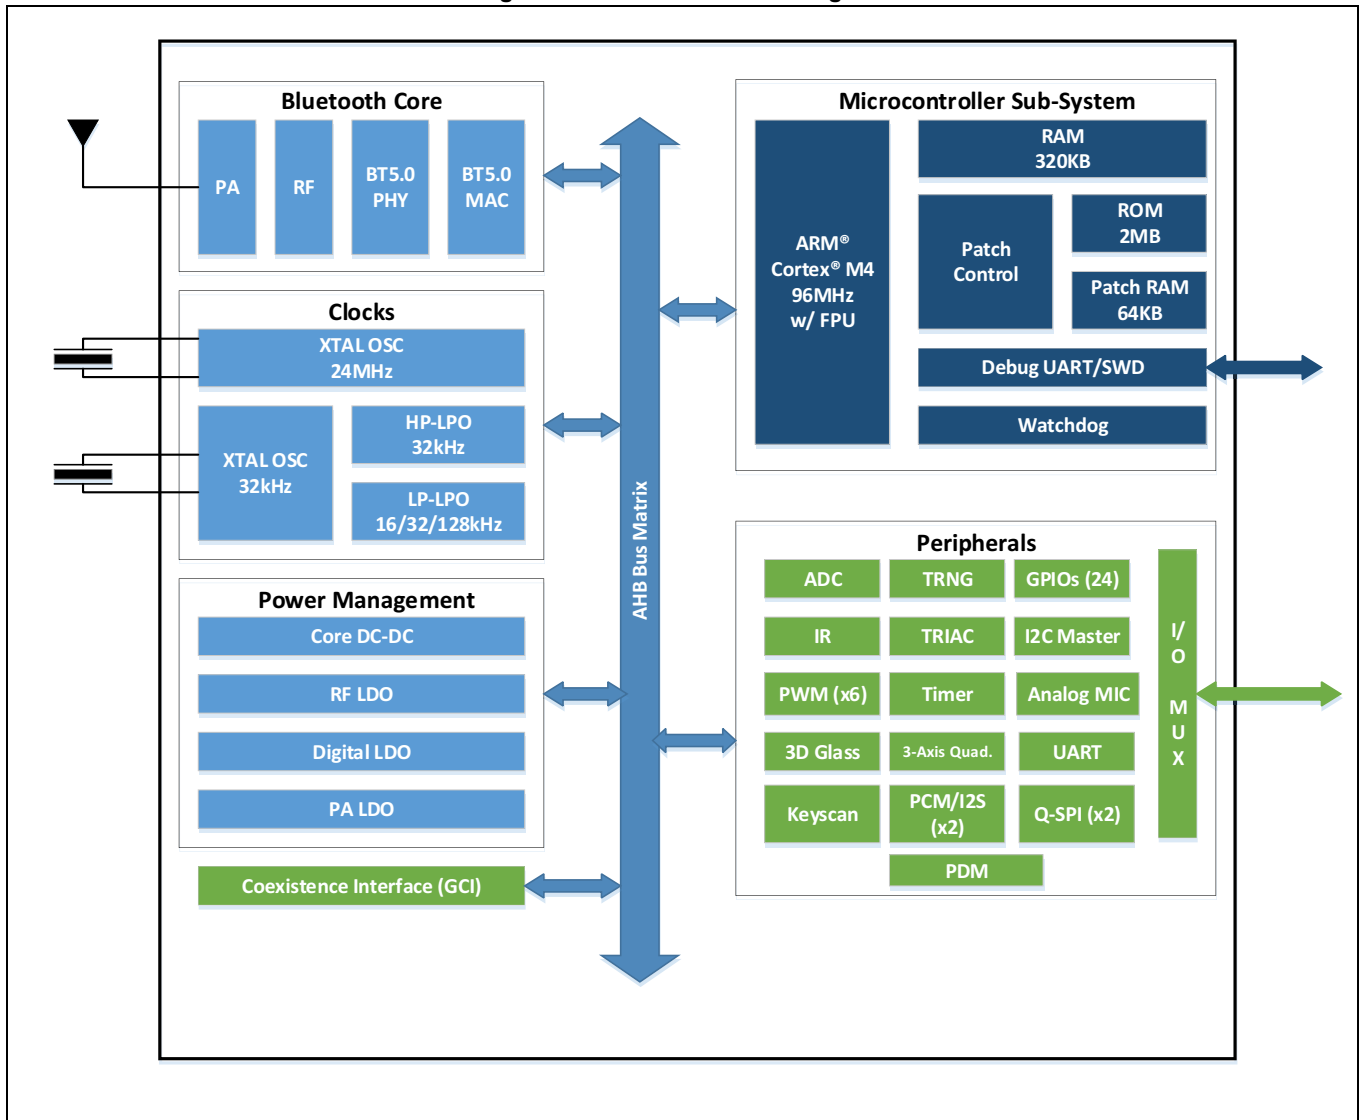 Bluetooth Core
PA
RF
BT5.0
PHY
BT5.0
MAC
Clocks
XTAL OSC
24MHz
XTAL OSC
32kHz
HP-LPO
32kHz
LP-LPO
16/32/128kHz
Power Management
Core DC-DC
RF LDO
Digital LDO
PA LDO
Coexistence Interface (GCI)
AHB Bus Matrix
Microcontroller Sub-System
ARM®
Cortex® M4
96MHz
w/ FPU
RAM
320KB
Patch
Control
ROM
2MB
Patch RAM
64KB
Debug UART/SWD
Watchdog
Peripherals
ADC
TRNG
GPIOs (24)
IR
TRIAC
I2C Master
PWM (x6)
Timer
Analog MIC
3D Glass
3-Axis Quad.
UART
Keyscan
PCM/I2S
(x2)
Q-SPI (x2)
PDM
I/
O
M
U
X